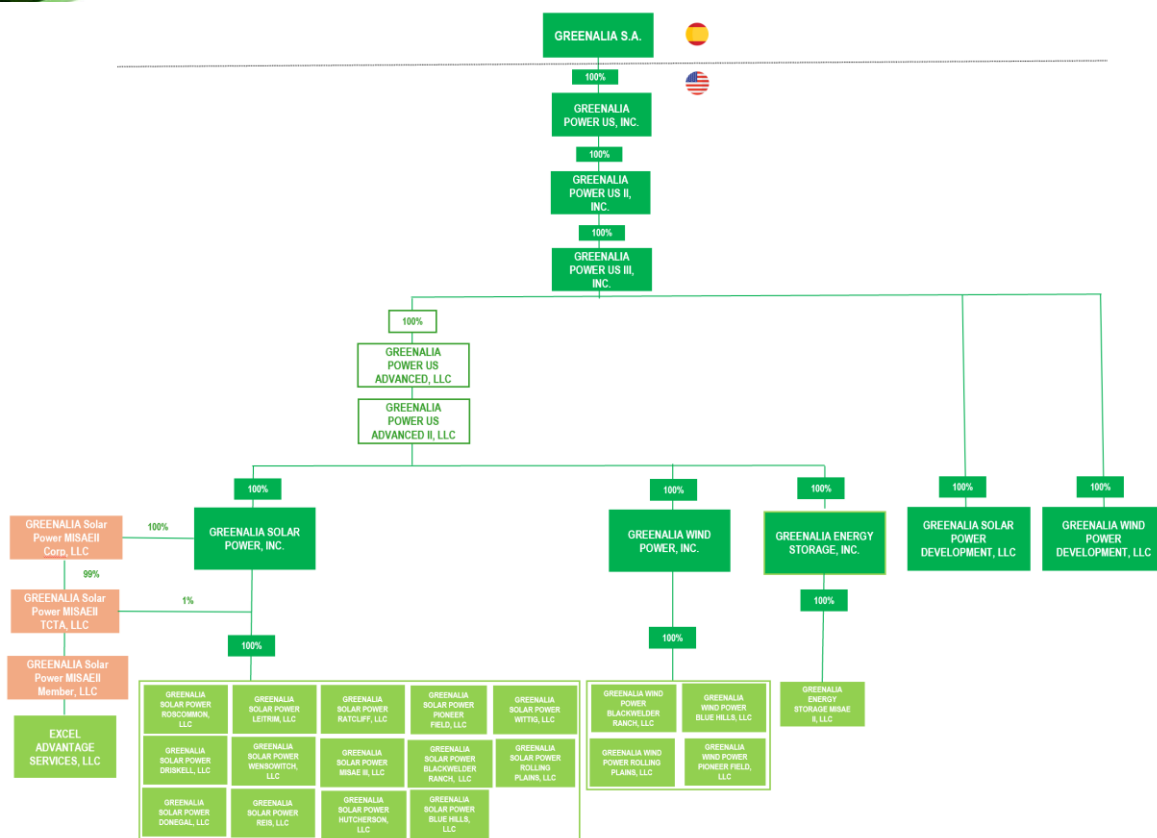 GREENALIA S.A.
100%
GREENALIA
POWER US, INC.
100%
GREENALIA
POWER US II,
INC.
100%
GREENALIA
POWER US III,
INC.
100%
GREENALIA
POWER US
ADVANCED, LLC
GREENALIA
POWER US
ADVANCED II, LLC
100%
100%
100%
100%
100%
GREENALIA Solar
Power MISAEII
Corp, LLC
100%
GREENALIA SOLAR
POWER, INC.
GREENALIA WIND
POWER, INC.
GREENALIA ENERGY
STORAGE, INC.
GREENALIA SOLAR
POWER
DEVELOPMENT, LLC
GREENALIA WIND
POWER
DEVELOPMENT, LLC
99%
GREENALIA Solar
Power MISAEII
TCTA, LLC
1%
100%
100%
100%
GREENALIA Solar
Power MISAEII
Member, LLC
EXCEL
ADVANTAGE
SERVICES, LLC
GREENALIA
SOLAR POWER
ROSCOMMON,
LLC
GREENALIA
SOLAR POWER
LEITRIM, LLC
GREENALIA
SOLAR POWER
RATCLIFF, LLC
GREENALIA
SOLAR POWER
PIONEER
FIELD, LLC
GREENALIA
SOLAR POWER
WITTIG, LLC
GREENALIA
SOLAR POWER
DRISKELL, LLC
GREENALIA
SOLAR POWER
WENSOWITCH,
LLC
GREENALIA
SOLAR POWER
MISAE III, LLC
GREENALIA
SOLAR POWER
BLACKWELDER
RANCH, LLC
GREENALIA
SOLAR POWER
ROLLING
PLAINS, LLC
GREENALIA
SOLAR POWER
DONEGAL, LLC
GREENALIA
SOLAR POWER
REIS, LLC
GREENALIA
SOLAR POWER
HUTCHERSON,
LLC
GREENALIA
SOLAR POWER
BLUE HILLS,
LLC
GREENALIA WIND
POWER
BLACKWELDER
RANCH, LLC
GREENALIA
WIND POWER
BLUE HILLS, LLC
GREENALIA WIND
POWER ROLLING
PLAINS, LLC
GREENALIA
WIND POWER
PIONEER FIELD,
LLC
GREENALIA
ENERGY
STORAGE MISAE
II, LLC